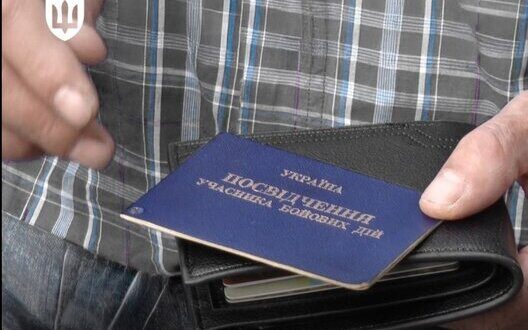 УКРАЇНА
ПОСВІДЧЕННЯ
УЧАСНИКА БОЙОВИХ ДІЙ